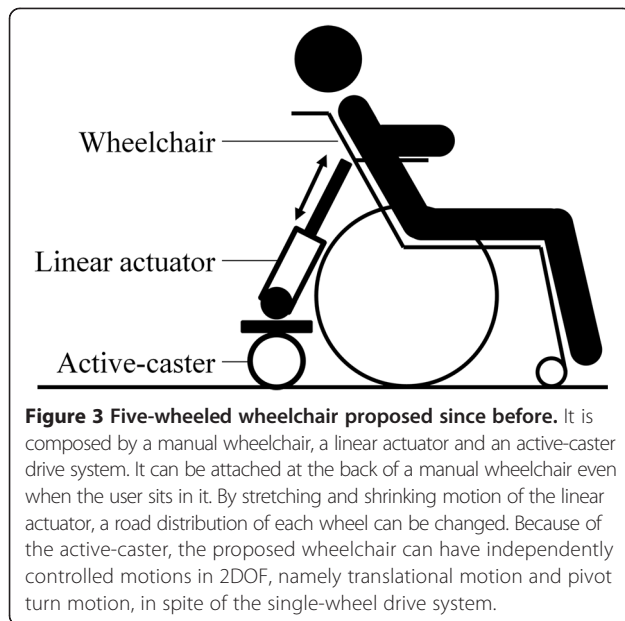 Wheelchair
Linear actuator
Active-caster
Figure 3 Five-wheeled wheelchair proposed since before. It is
composed by a manual wheelchair, a linear actuator and an active-caster
drive system. It can be attached at the back of a manual wheelchair even
when the user sits in it. By stretching and shrinking motion of the linear
actuator, a road distribution of each wheel can be changed. Because of
the active-caster, the proposed wheelchair can have independently
controlled motions in 2DOF, namely translational motion and pivot
turn motion, in spite of the single-wheel drive system.